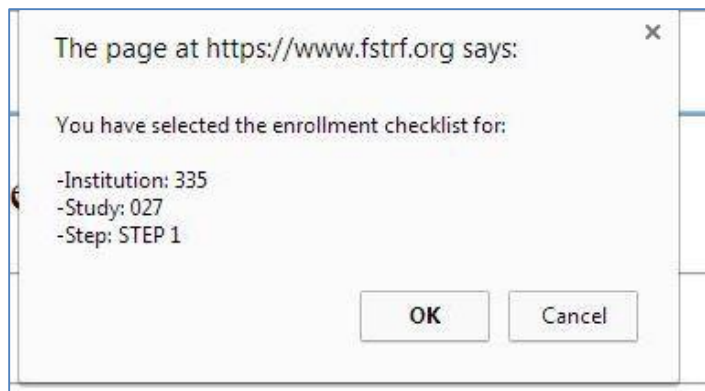 The page at https://www.fstrf.org says:
You have selected the enrollment checklist for:
-Institution: 335
-Study: 027
-Step: STEP 1
OK Cancel